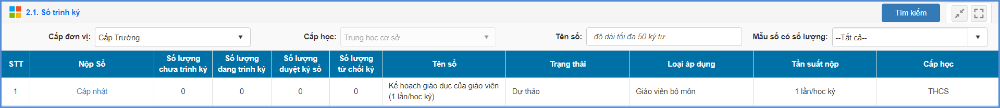 2.1. Sổ trình ký
Tìm kiếm
Cấp đơn vị: Cấp Trường
Cấp học: Trung học cơ sở
Tên sổ: độ dài tối đa 50 ký tự
Mẫu sổ có số lượng: --Tất cả--
STT
Nộp Sổ
Số lượng
chưa trình ký
Số lượng
đang trình ký
Số lượng
duyệt ký số
Số lượng
từ chối ký
Tên sổ
Trạng thái
Loại áp dụng
Tần suất nộp
Cấp học
1
Cập nhật
0
0
0
0
Kế hoạch giáo dục của giáo viên
(1 lần/học kỳ)
Dự thảo
Giáo viên bộ môn
1 lần/học kỳ
THCS